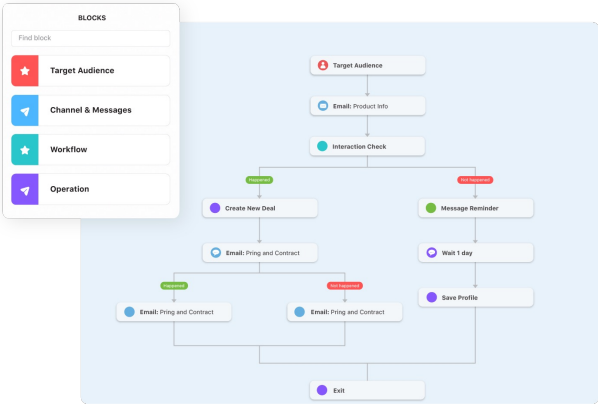 BLOCKS
Find block
Target Audience
Channel & Messages
Workflow
Operation
Target Audience
Email: Product Info
Interaction Check
Happened
Not happened
Create New Deal
Message Reminder
Email: Pring and Contract
Wait 1 day
Happened
Not happened
Save Profile
Email: Pring and Contract
Email: Pring and Contract
Exit